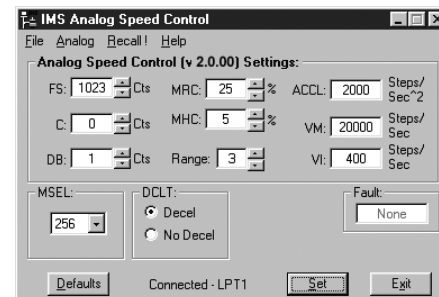 IMS Analog Speed Control
File Analog Recall! Help
Analog Speed Control (v 2.0.00) Settings:
FS: 1023 Cts MRC: 25 % ACCL: 2000 Steps/Sec^2
C: 0 Cts MHC: 5 % VM: 20000 Steps/Sec
DB: 1 Cts Range: 3 VI: 400 Steps/Sec
MSEL: DCLT: Fault:
256 Decel None
No Decel
Defaults Connected - LPT1 Set Exit